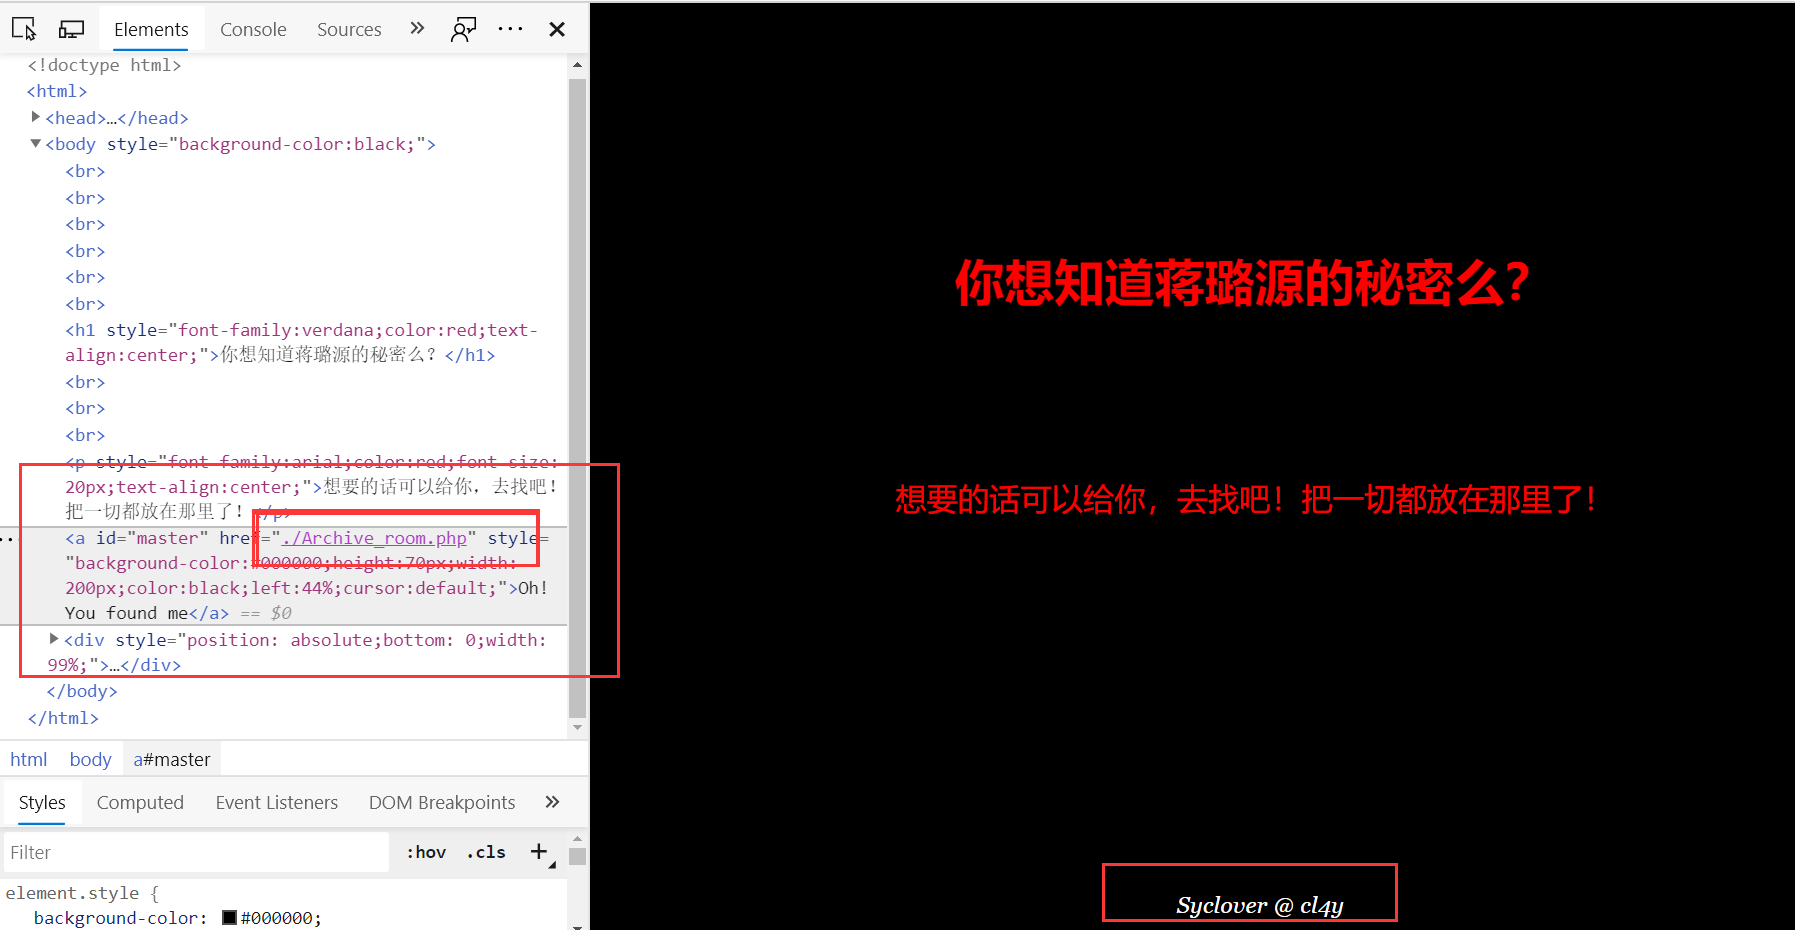 Elements Console Sources
<!doctype html>
<html>
<head>…</head>
<body style="background-color:black;">
<br>
<br>
<br>
<br>
<br>
<br>
<h1 style="font-family:verdana;color:red;text-
align:center;">你想知道蒋璐源的秘密么？</h1>
<br>
<br>
<br>
<p style="font-family:arial;color:red;font-size:
20px;text-align:center;">想要的话可以给你，去找吧！
把一切都放在那里了！</p>
<a id="master" href="./Archive_room.php" style=
"background-color:#000000;height:70px;width:
200px;color:black;left:44%;cursor:default;">Oh!
You found me</a> == $0
<div style="position: absolute;bottom: 0;width:
99%;">…</div>
</body>
</html>
html body a#master
Styles Computed Event Listeners DOM Breakpoints
Filter :hov .cls
element.style {
background-color: #000000;
你想知道蒋璐源的秘密么？
想要的话可以给你，去找吧！把一切都放在那里了！
Syclover @ cl4y